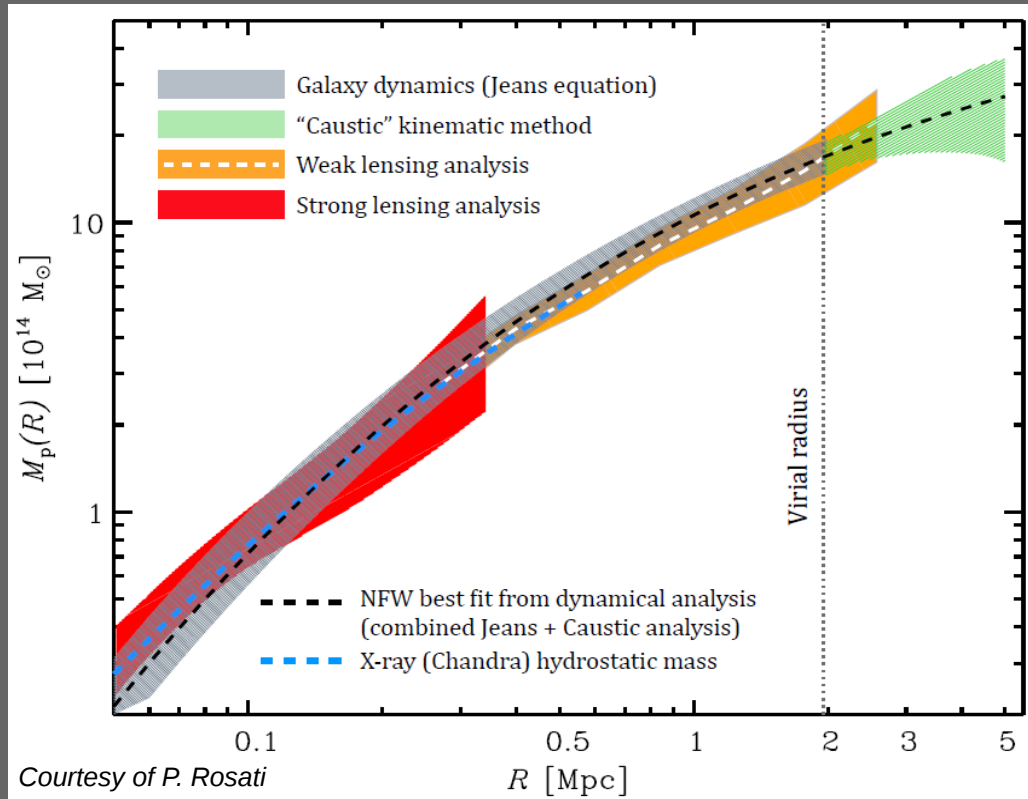 Galaxy dynamics (Jeans equation)
“Caustic” kinematic method
Weak lensing analysis
Strong lensing analysis
10
1
M_p(R) [10^14 M_⊙]
Virial radius
NFW best fit from dynamical analysis
(combined Jeans + Caustic analysis)
X-ray (Chandra) hydrostatic mass
0.1 0.5 1 2 3 5
R [Mpc]
Courtesy of P. Rosati